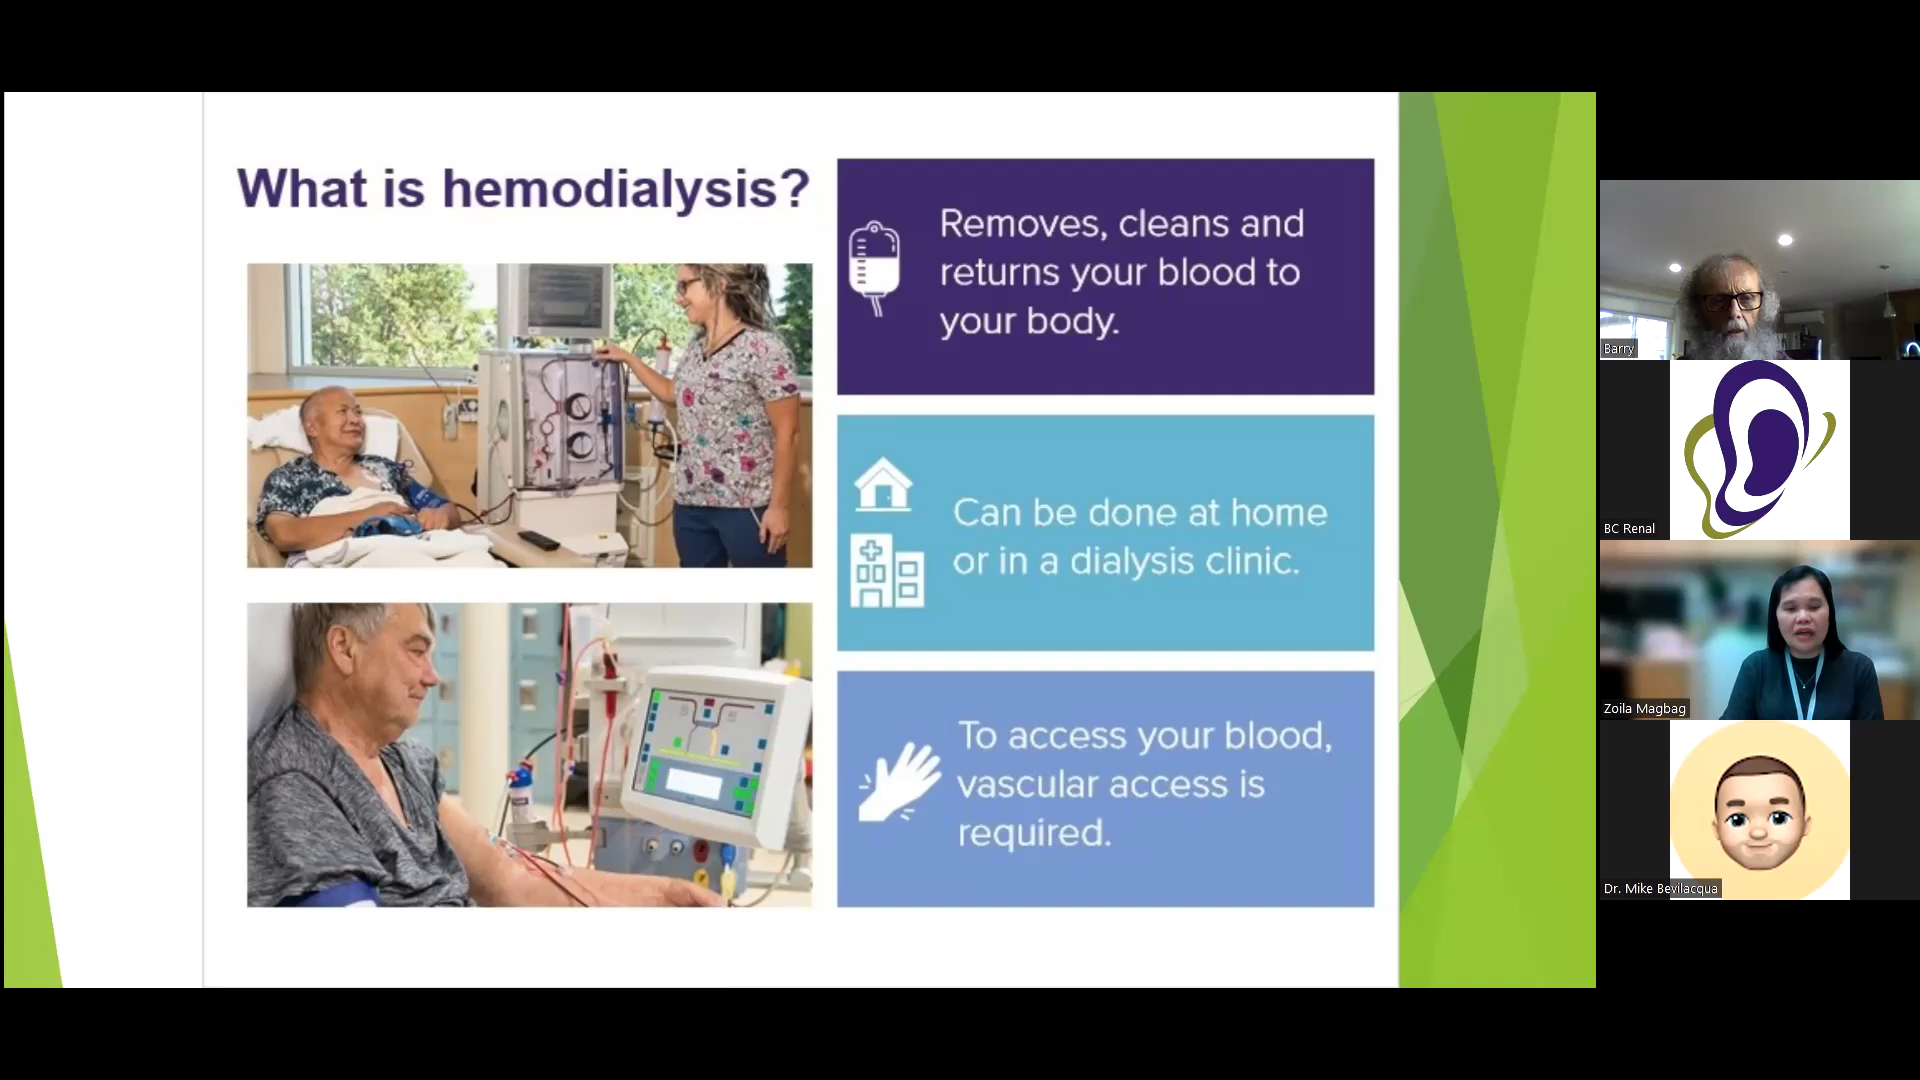 What is hemodialysis?
Removes, cleans and
returns your blood to
your body.
Can be done at home
or in a dialysis clinic.
To access your blood,
vascular access is
required.
Barry
BC Renal
Zoila Magbag
Dr. Mike Bevilacqua